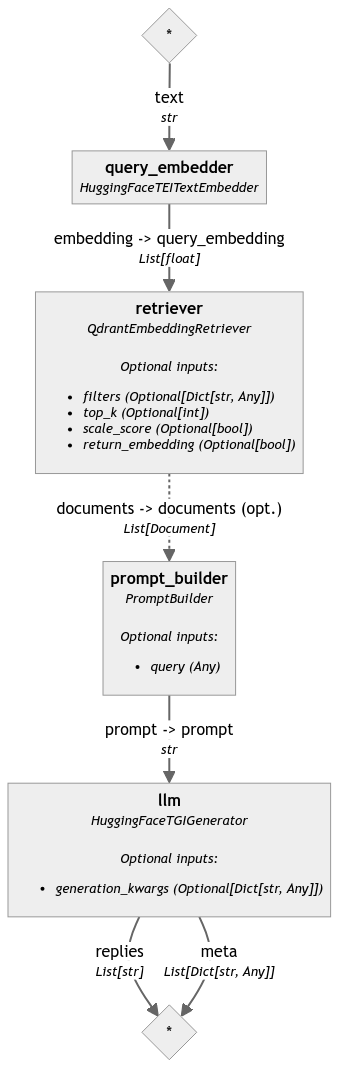 *
text
str
query_embedder
HuggingFaceTEITextEmbedder
embedding -> query_embedding
List[float]
retriever
QdrantEmbeddingRetriever
Optional inputs:
• filters (Optional[Dict[str, Any]])
• top_k (Optional[int])
• scale_score (Optional[bool])
• return_embedding (Optional[bool])
documents -> documents (opt.)
List[Document]
prompt_builder
PromptBuilder
Optional inputs:
• query (Any)
prompt -> prompt
str
llm
HuggingFaceTGIGenerator
Optional inputs:
• generation_kwargs (Optional[Dict[str, Any]])
replies meta
List[str] List[Dict[str, Any]]
*